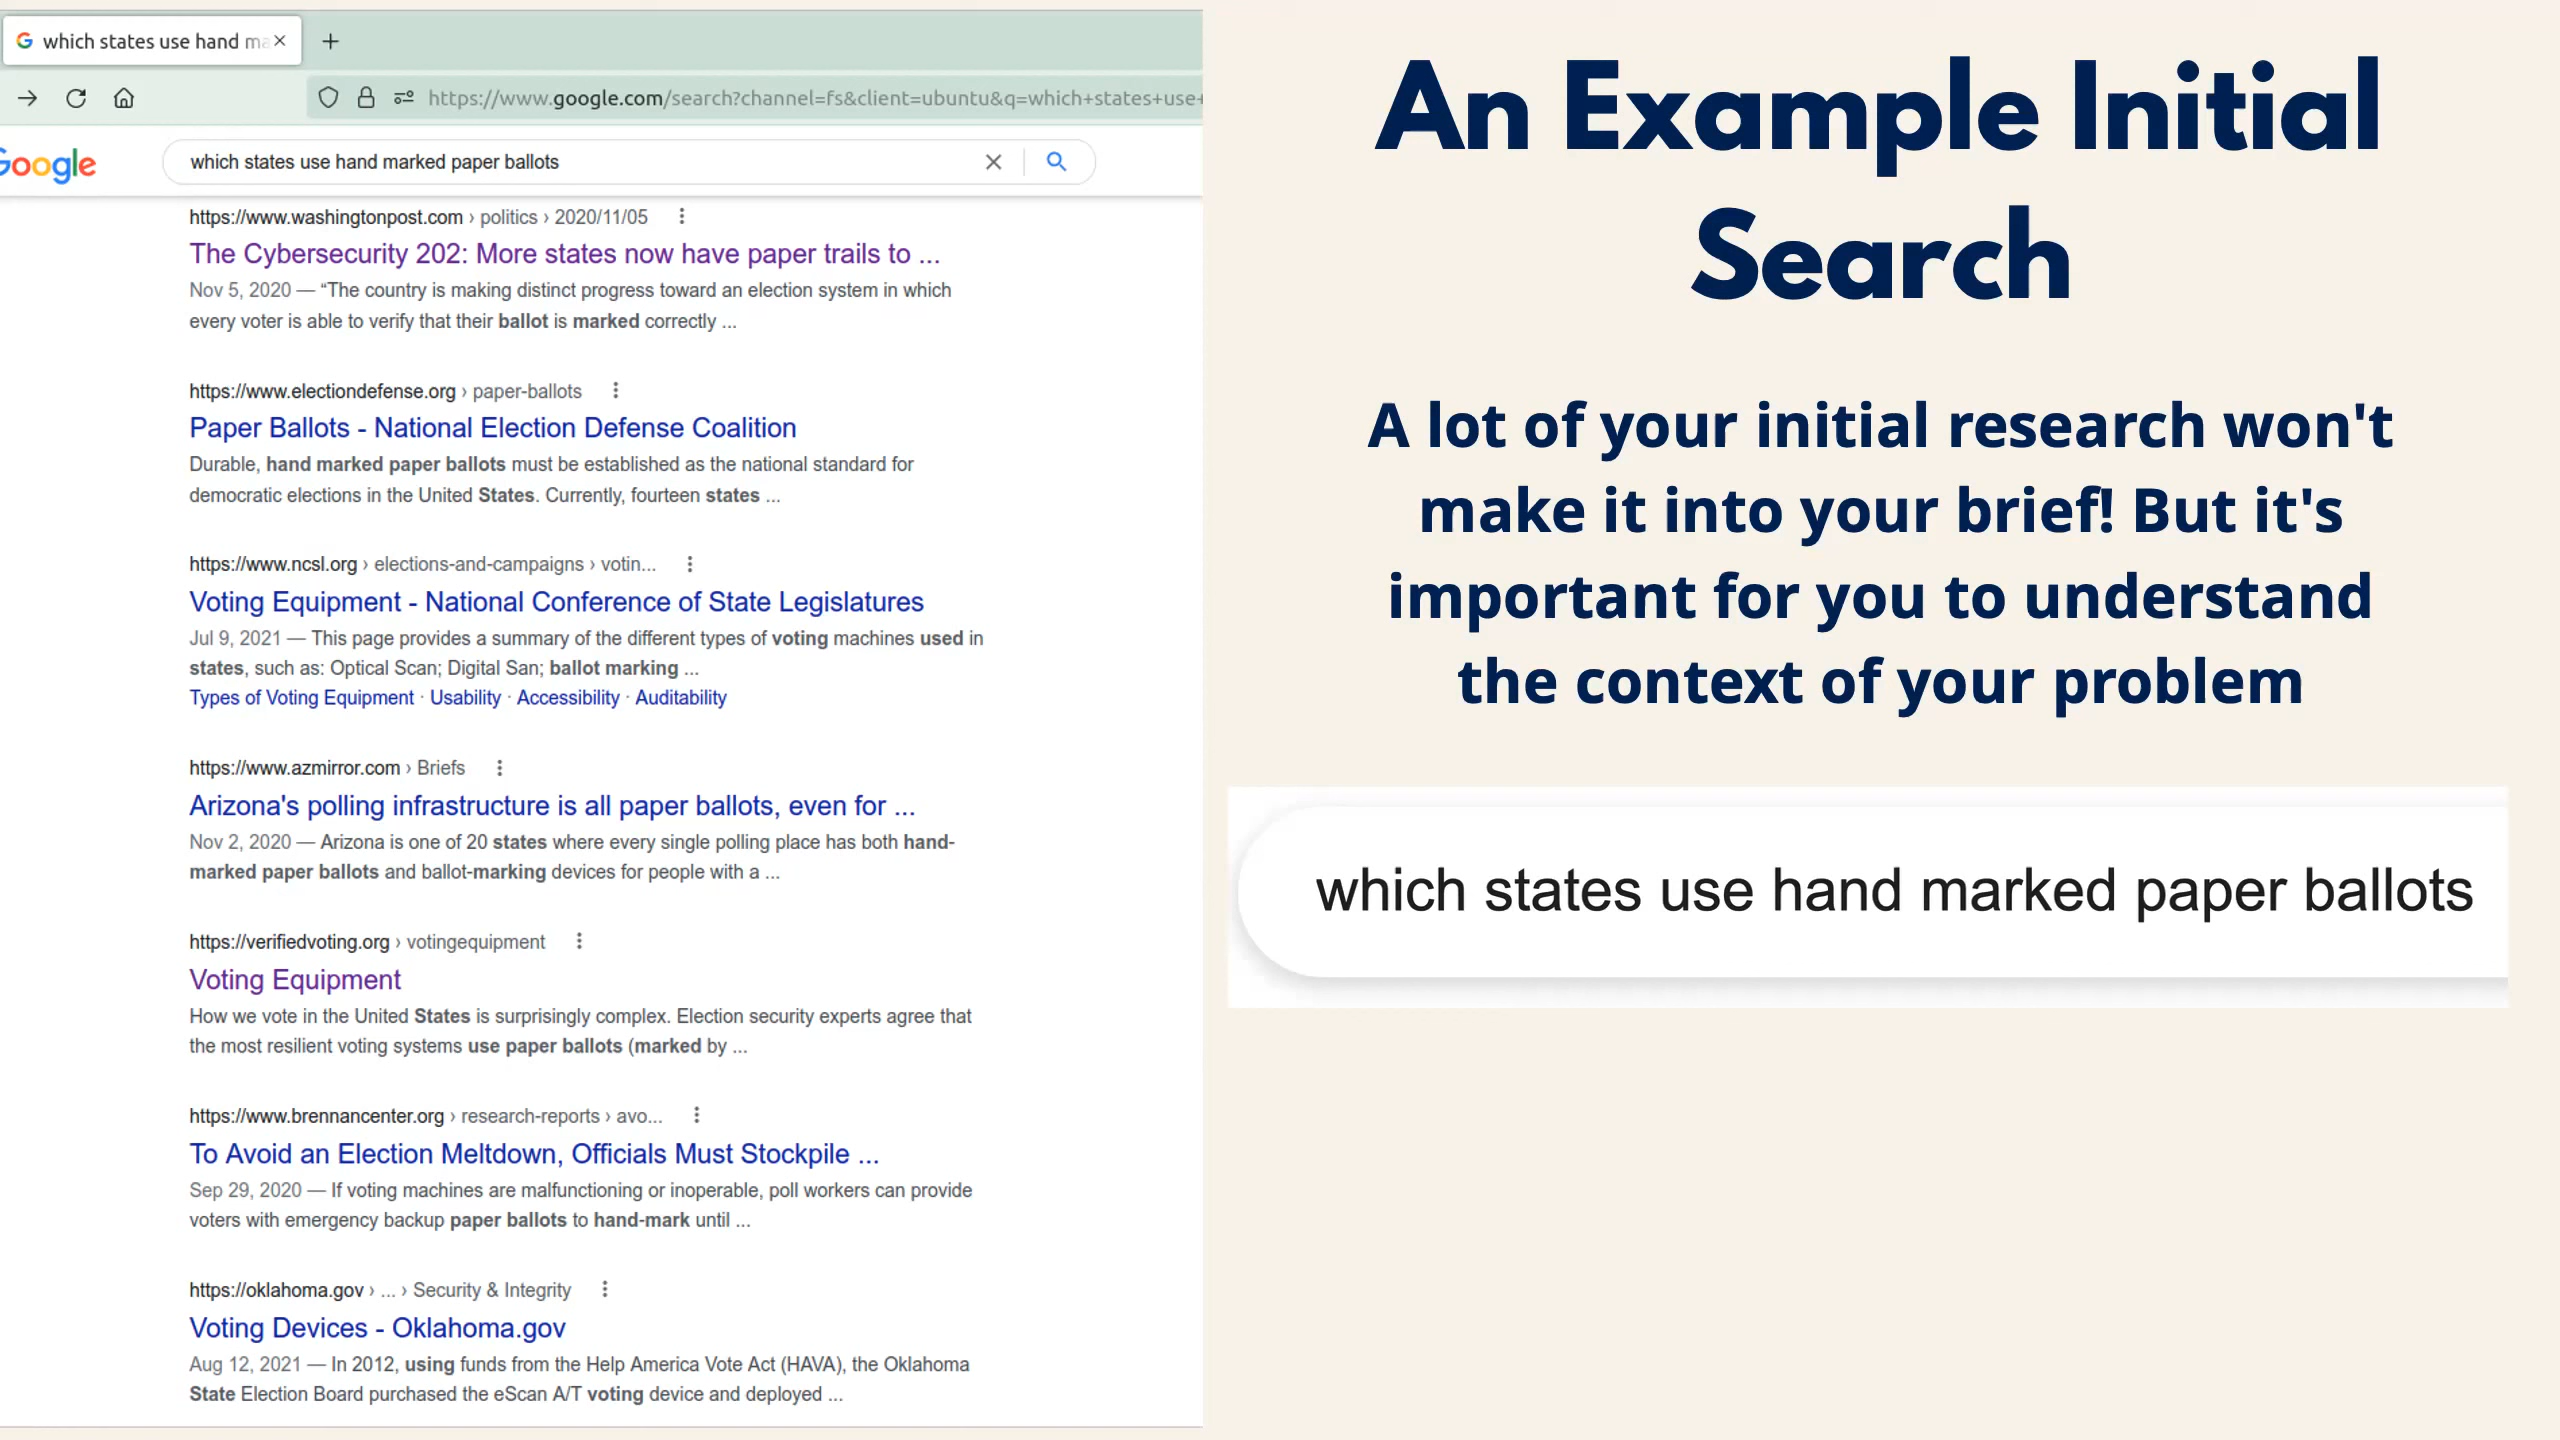 which states use hand ma
https://www.google.com/search?channel=fs&client=ubuntu&q=which+states+use+
Google
which states use hand marked paper ballots
https://www.washingtonpost.com › politics › 2020/11/05
The Cybersecurity 202: More states now have paper trails to ...
Nov 5, 2020 — “The country is making distinct progress toward an election system in which
every voter is able to verify that their ballot is marked correctly ...
https://www.electiondefense.org › paper-ballots
Paper Ballots - National Election Defense Coalition
Durable, hand marked paper ballots must be established as the national standard for
democratic elections in the United States. Currently, fourteen states ...
https://www.ncsl.org › elections-and-campaigns › votin...
Voting Equipment - National Conference of State Legislatures
Jul 9, 2021 — This page provides a summary of the different types of voting machines used in
states, such as: Optical Scan; Digital San; ballot marking ...
Types of Voting Equipment · Usability · Accessibility · Auditability
https://www.azmirror.com › Briefs
Arizona's polling infrastructure is all paper ballots, even for ...
Nov 2, 2020 — Arizona is one of 20 states where every single polling place has both hand-
marked paper ballots and ballot-marking devices for people with a ...
https://verifiedvoting.org › votingequipment
Voting Equipment
How we vote in the United States is surprisingly complex. Election security experts agree that
the most resilient voting systems use paper ballots (marked by ...
https://www.brennancenter.org › research-reports › avo...
To Avoid an Election Meltdown, Officials Must Stockpile ...
Sep 29, 2020 — If voting machines are malfunctioning or inoperable, poll workers can provide
voters with emergency backup paper ballots to hand-mark until ...
https://oklahoma.gov › ... › Security & Integrity
Voting Devices - Oklahoma.gov
Aug 12, 2021 — In 2012, using funds from the Help America Vote Act (HAVA), the Oklahoma
State Election Board purchased the eScan A/T voting device and deployed ...
An Example Initial
Search
A lot of your initial research won't
make it into your brief! But it's
important for you to understand
the context of your problem
which states use hand marked paper ballots